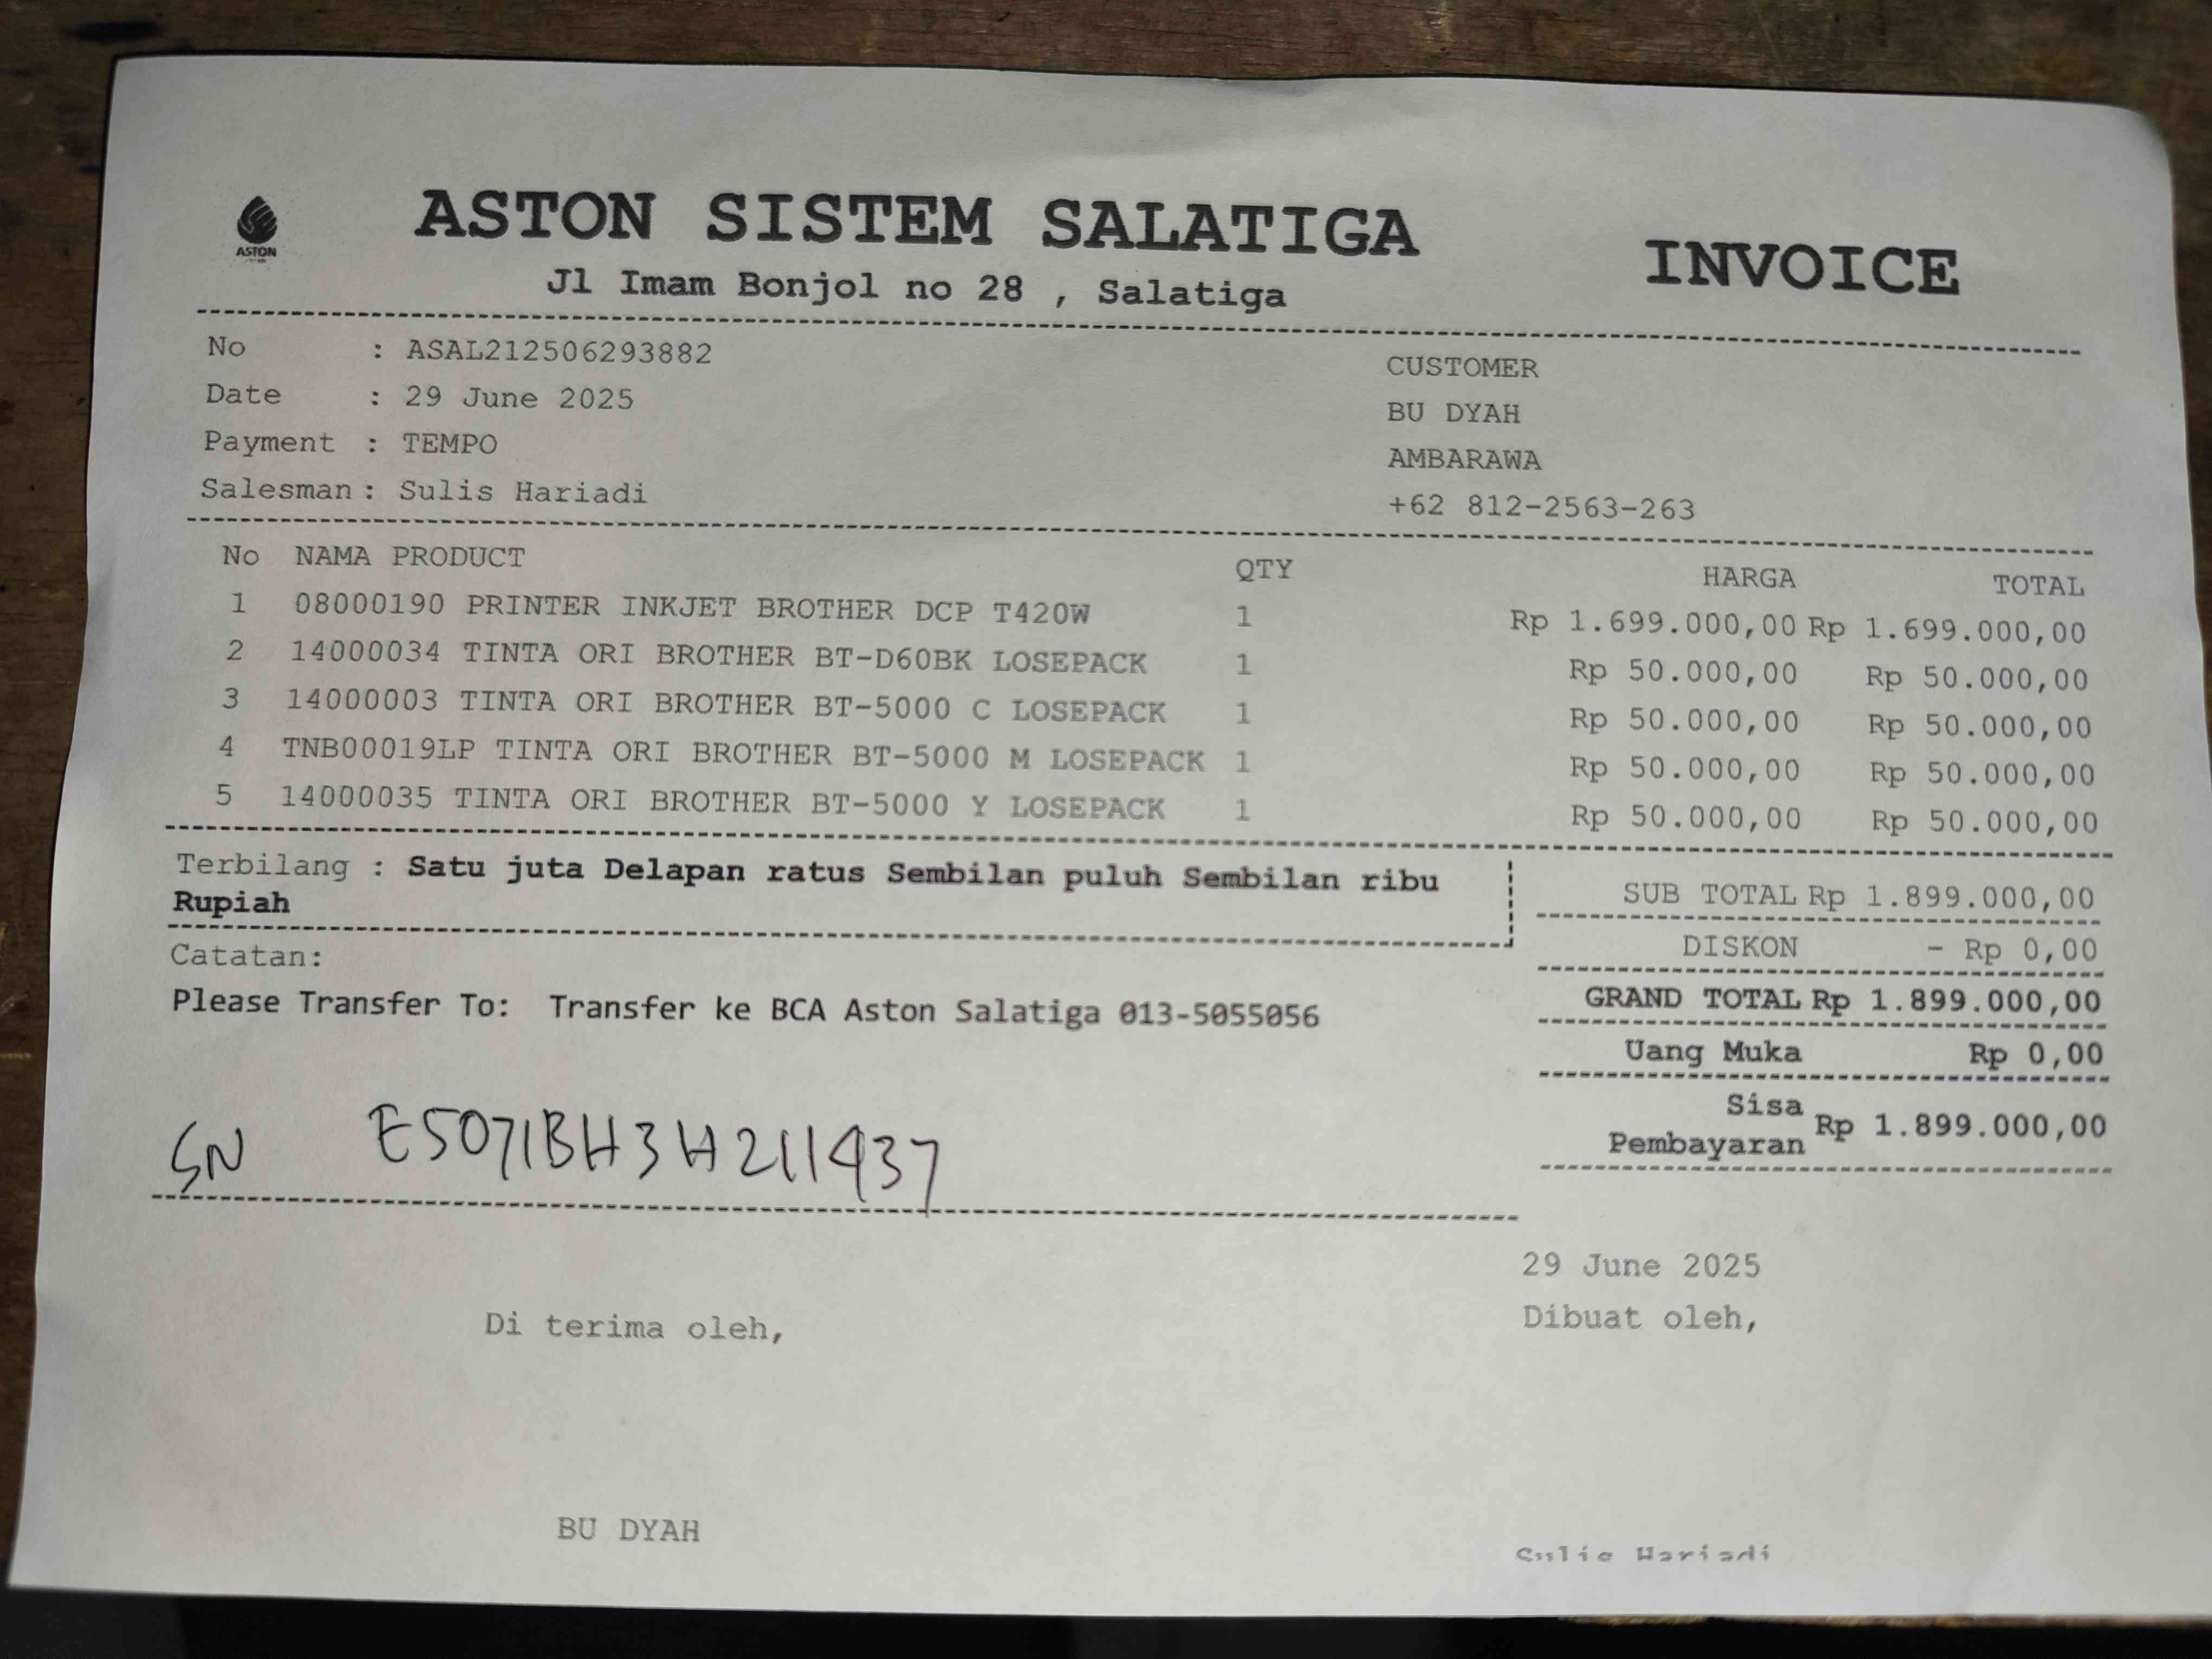 ASTON
ASTON SISTEM SALATIGA
INVOICE
Jl Imam Bonjol no 28 , Salatiga
No : ASAL212506293882
Date : 29 June 2025
Payment : TEMPO
Salesman : Sulis Hariadi
CUSTOMER
BU DYAH
AMBARAWA
+62 812-2563-263
No NAMA PRODUCT QTY HARGA TOTAL
1 08000190 PRINTER INKJET BROTHER DCP T420W 1 Rp 1.699.000,00 Rp 1.699.000,00
2 14000034 TINTA ORI BROTHER BT-D60BK LOSEPACK 1 Rp 50.000,00 Rp 50.000,00
3 14000003 TINTA ORI BROTHER BT-5000 C LOSEPACK 1 Rp 50.000,00 Rp 50.000,00
4 TNB00019LP TINTA ORI BROTHER BT-5000 M LOSEPACK 1 Rp 50.000,00 Rp 50.000,00
5 14000035 TINTA ORI BROTHER BT-5000 Y LOSEPACK 1 Rp 50.000,00 Rp 50.000,00
Terbilang : Satu juta Delapan ratus Sembilan puluh Sembilan ribu
Rupiah
SUB TOTAL Rp 1.899.000,00
DISKON - Rp 0,00
GRAND TOTAL Rp 1.899.000,00
Uang Muka Rp 0,00
Sisa
Pembayaran Rp 1.899.000,00
Catatan:
Please Transfer To: Transfer ke BCA Aston Salatiga 013-5055056
SN E5071BH3H211437
29 June 2025
Di terima oleh,
Dibuat oleh,
BU DYAH
Sulis Hariadi